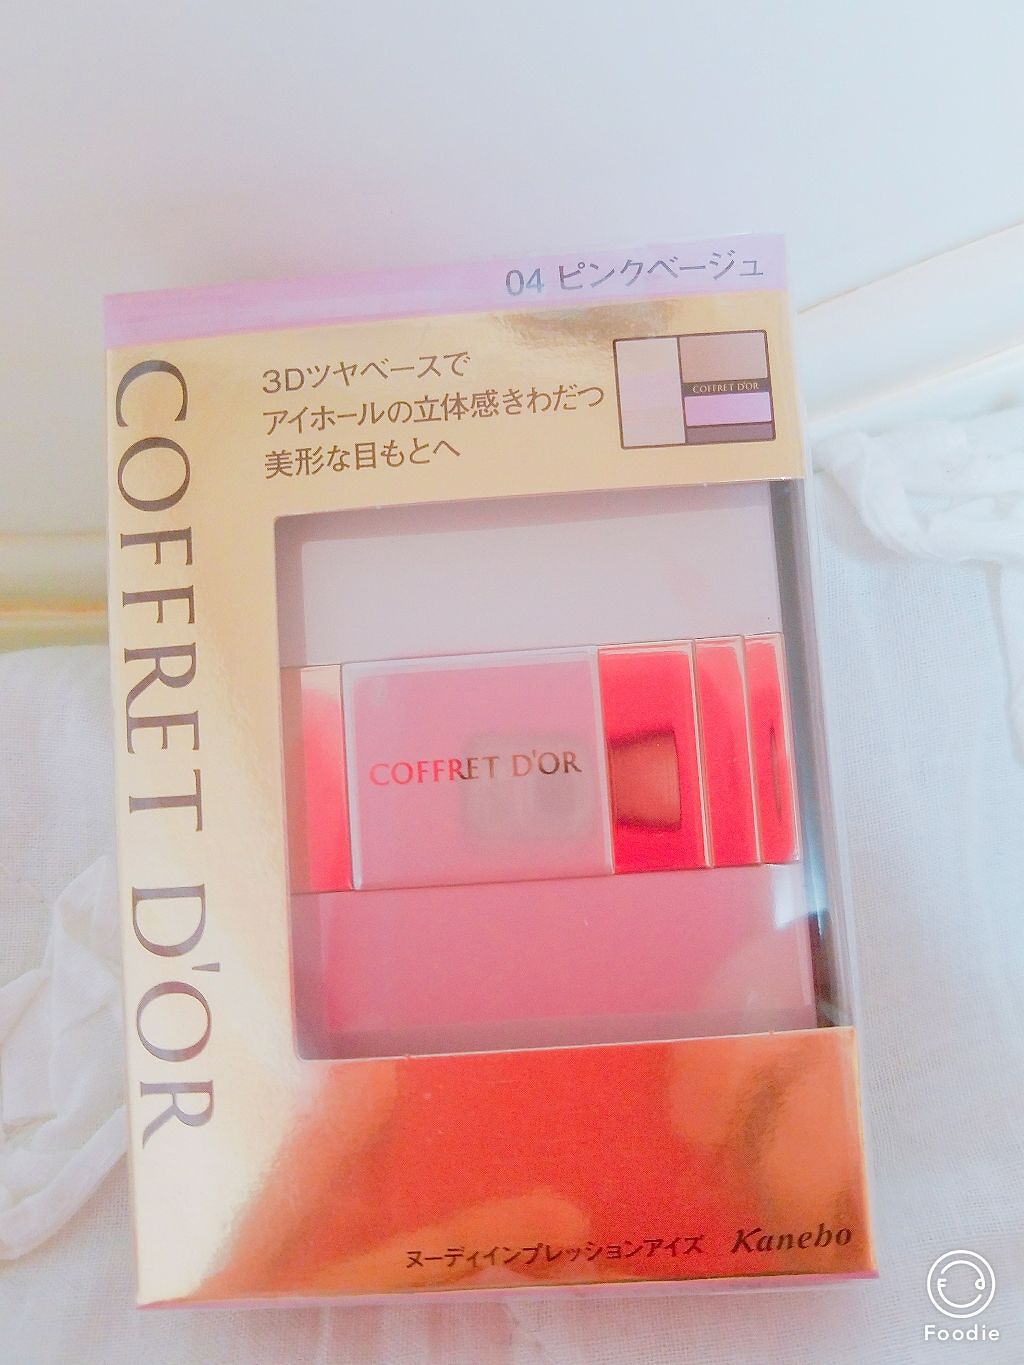 04 ピンクベージュ
3Dツヤベースで
アイホールの立体感きわだつ
美形な目もとへ
COFFRET D'OR
COFFRET D'OR
COFFRET D'OR
ヌーディインプレッションアイズ Kanebo
Foodie